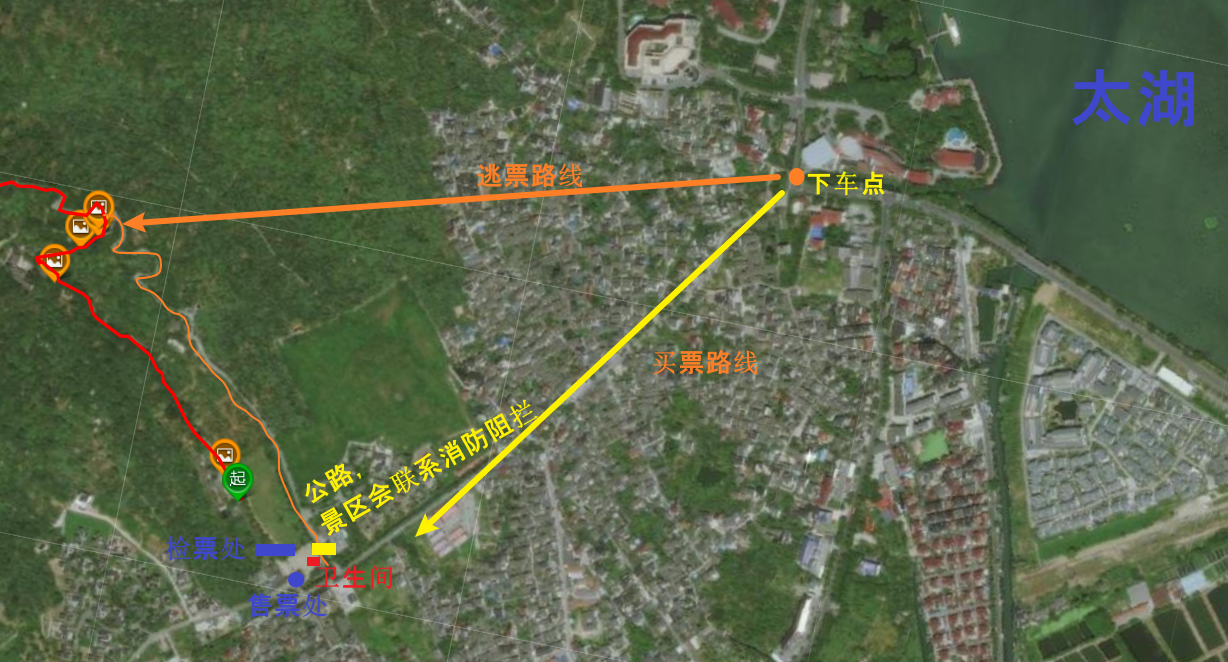 太湖
逃票路线
下车点
买票路线
公路,
景区会联系消防阻拦
起
检票处
卫生间
售票处